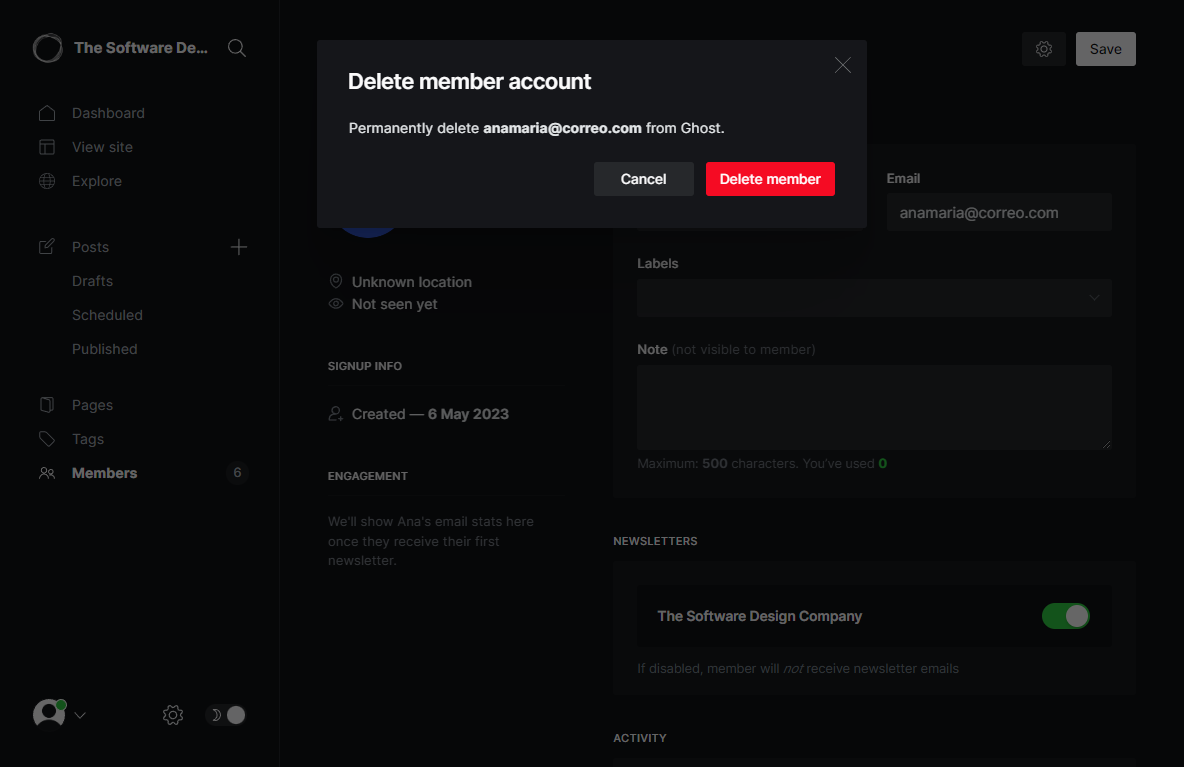 The Software De...
Save
Delete member account
Permanently delete anamaria@correo.com from Ghost.
Cancel
Delete member
Dashboard
View site
Explore
Posts
Drafts
Scheduled
Published
Pages
Tags
Members
6
Unknown location
Not seen yet
SIGNUP INFO
Created — 6 May 2023
ENGAGEMENT
We'll show Ana's email stats here
once they receive their first
newsletter.
Email
anamaria@correo.com
Labels
Note (not visible to member)
Maximum: 500 characters. You've used 0
NEWSLETTERS
The Software Design Company
If disabled, member will not receive newsletter emails
ACTIVITY